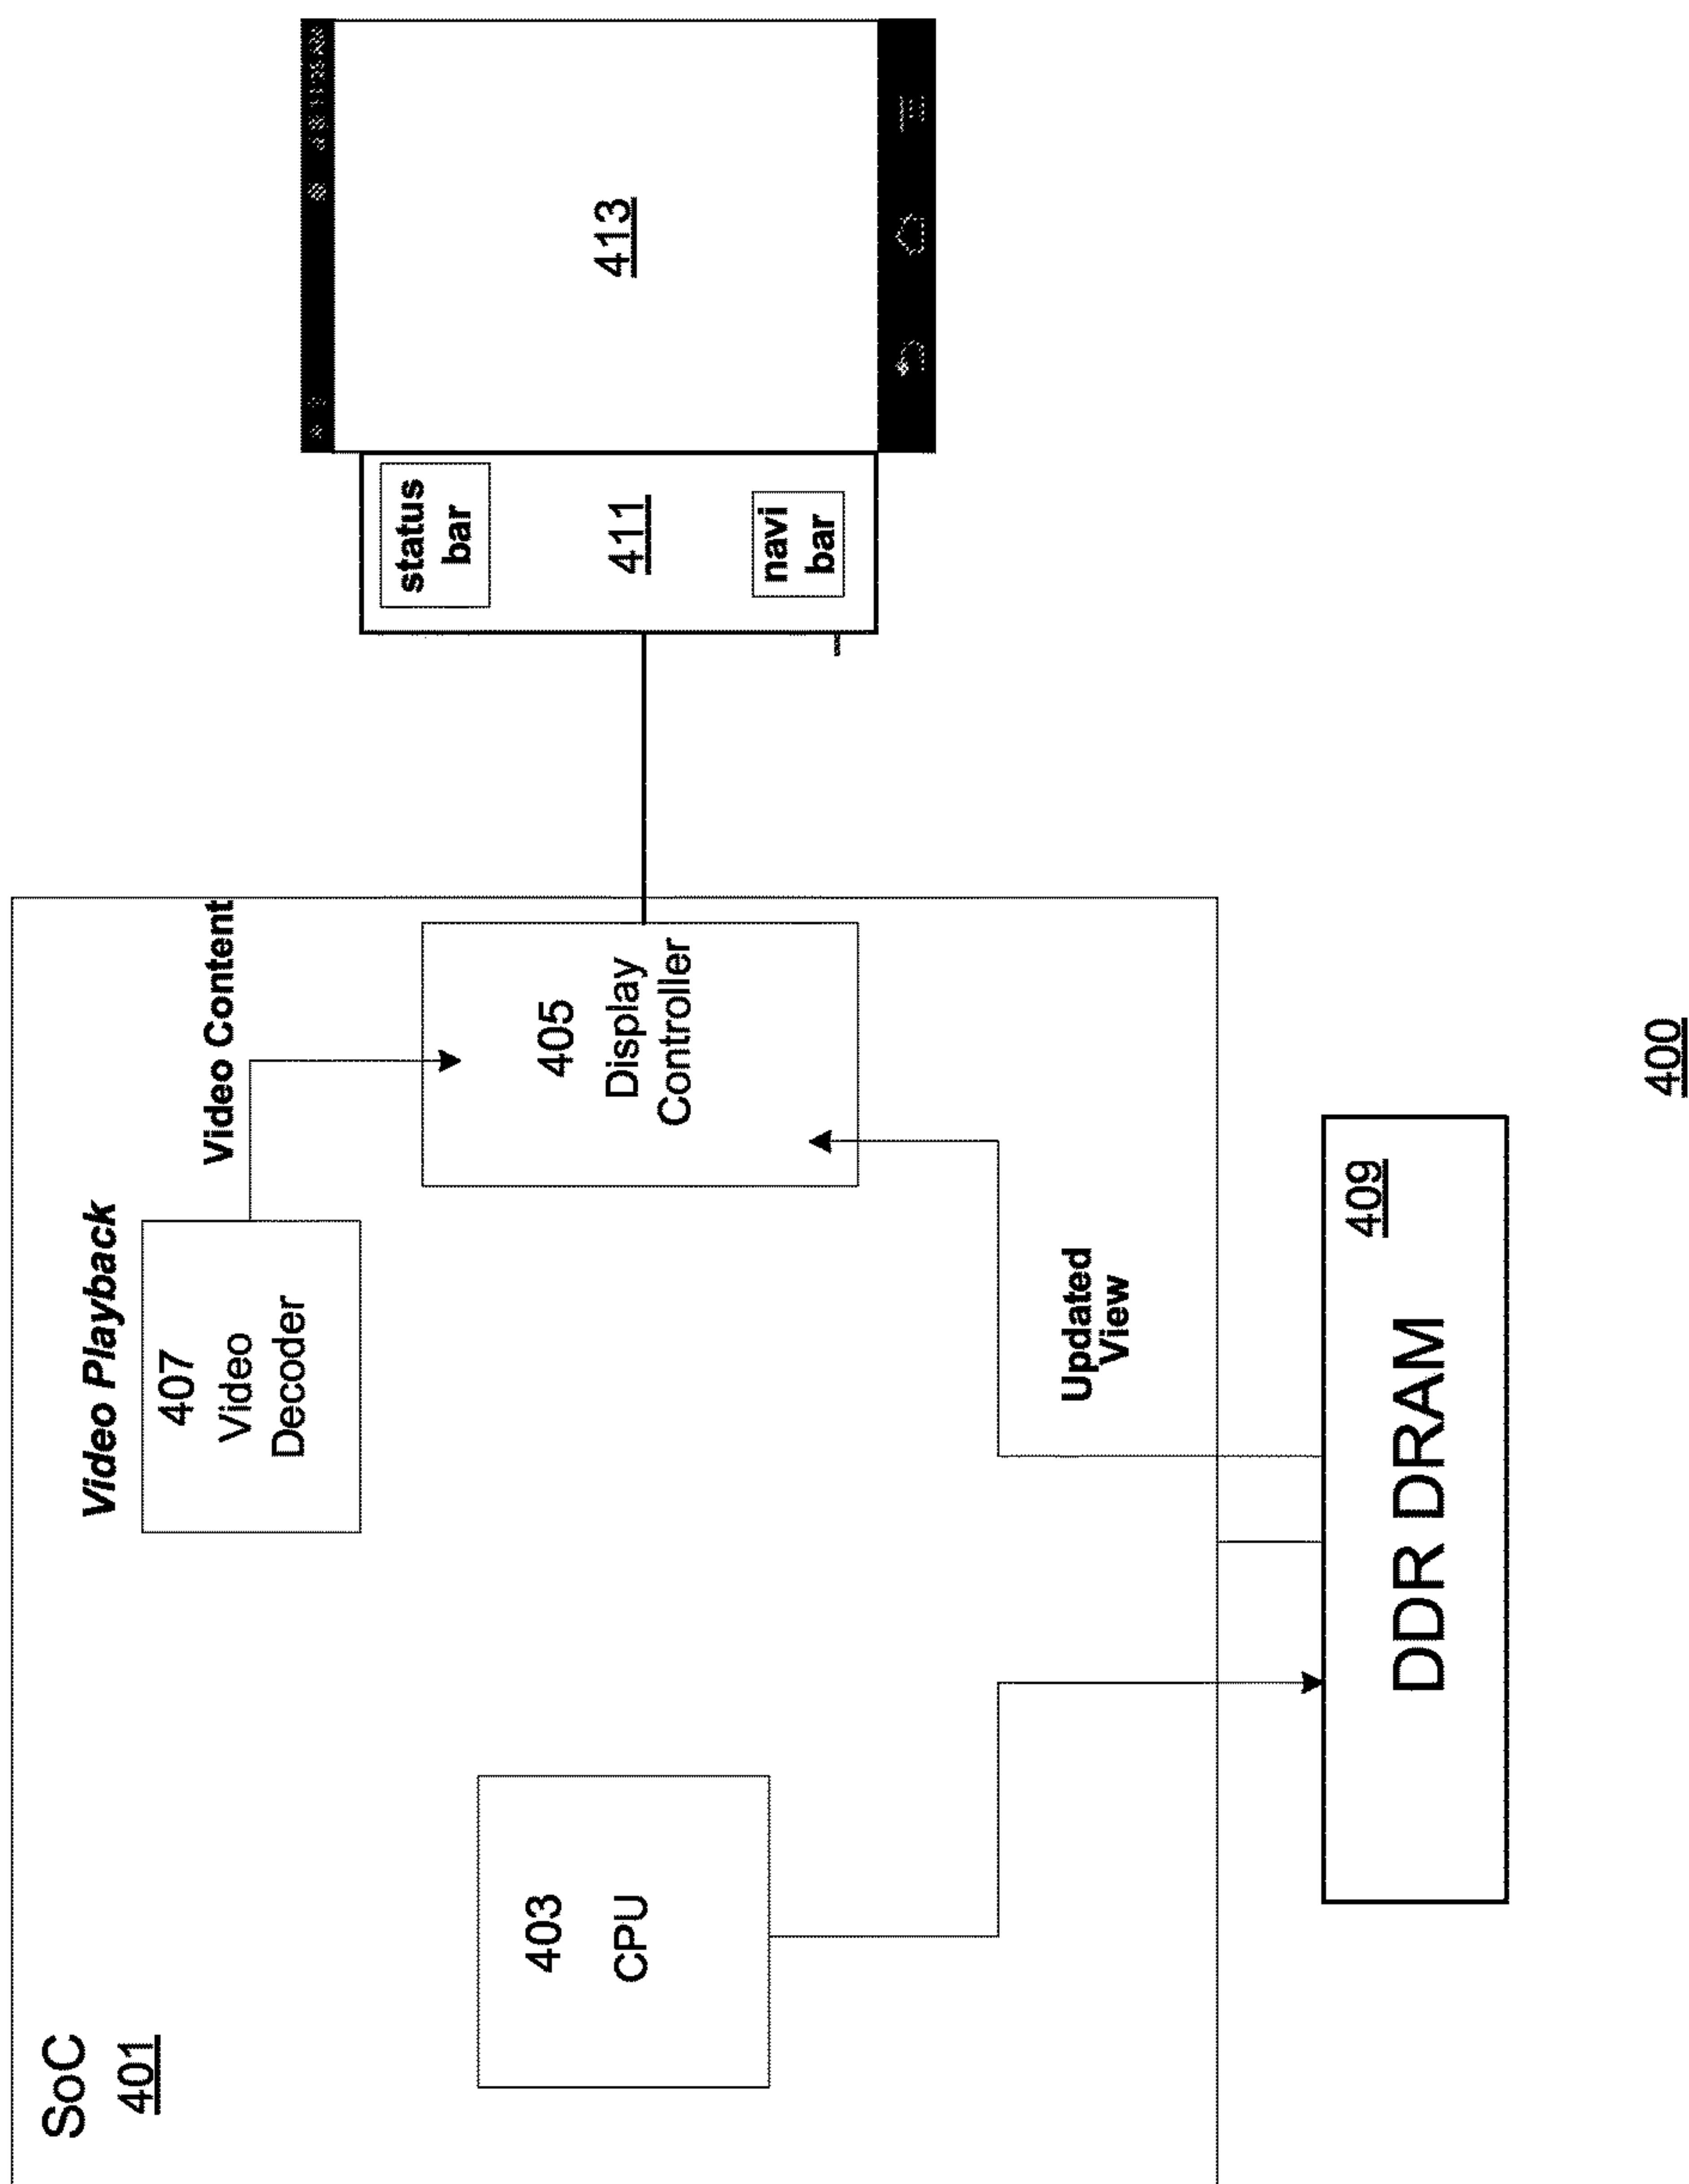 SoC
401
Video Playback
407
Video
Decoder
Video Content
403
CPU
405
Display
Controller
Updated
View
status
bar
411
navi
bar
413
409
DDR DRAM
400